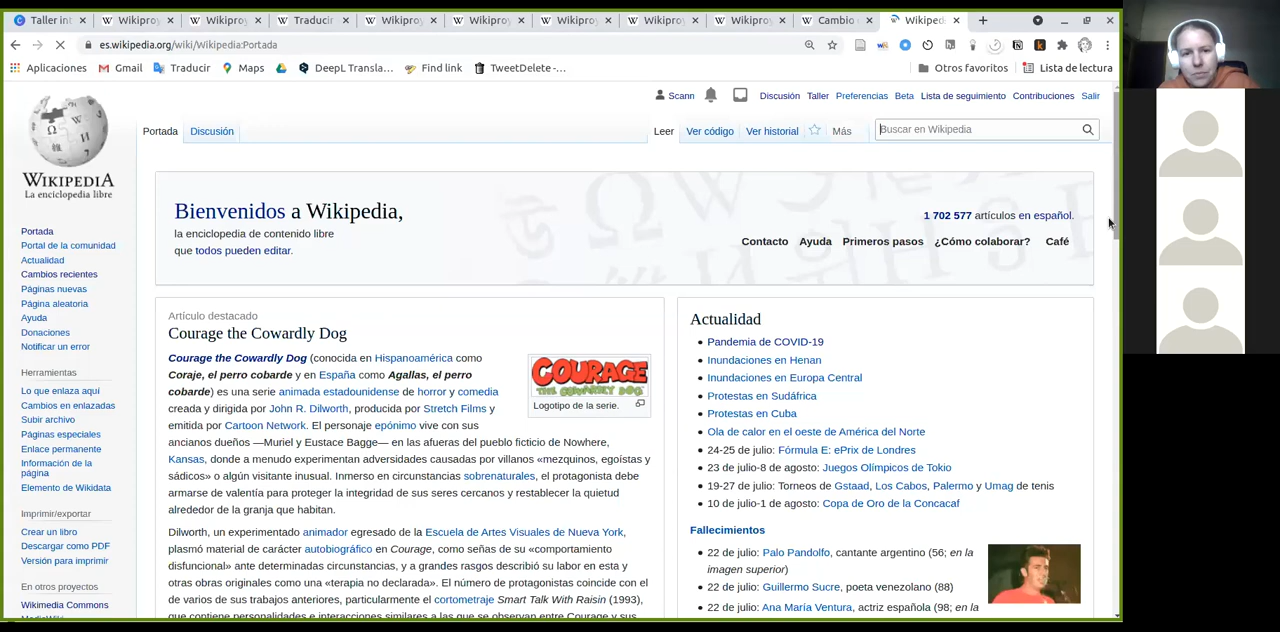 Taller int
Wikiproy
Wikiproy
Traducir
Wikiproy
Wikiproy
Wikiproy
Wikiproy
Wikiproy
Cambio
Wikiped
es.wikipedia.org/wiki/Wikipedia:Portada
Aplicaciones Gmail Traducir Maps DeepL Transla... Find link TweetDelete -... Otros favoritos Lista de lectura
Scann Discusión Taller Preferencias Beta Lista de seguimiento Contribuciones Salir
Portada Discusión Leer Ver código Ver historial Más Buscar en Wikipedia
WIKIPEDIA
La enciclopedia libre
Portada
Portal de la comunidad
Actualidad
Cambios recientes
Páginas nuevas
Página aleatoria
Ayuda
Donaciones
Notificar un error
Herramientas
Lo que enlaza aquí
Cambios en enlazadas
Subir archivo
Páginas especiales
Enlace permanente
Información de la
página
Elemento de Wikidata
Imprimir/exportar
Crear un libro
Descargar como PDF
Versión para imprimir
En otros proyectos
Wikimedia Commons
Bienvenidos a Wikipedia,
la enciclopedia de contenido libre
que todos pueden editar.
1 702 577 artículos en español.
Contacto Ayuda Primeros pasos ¿Cómo colaborar? Café
Artículo destacado
Courage the Cowardly Dog
Courage the Cowardly Dog (conocida en Hispanoamérica como
Coraje, el perro cobarde y en España como Agallas, el perro
cobarde) es una serie animada estadounidense de horror y comedia
creada y dirigida por John R. Dilworth, producida por Stretch Films y
emitida por Cartoon Network. El personaje epónimo vive con sus
ancianos dueños —Muriel y Eustace Bagge— en las afueras del pueblo ficticio de Nowhere,
Kansas, donde a menudo experimentan adversidades causadas por villanos «mezquinos, egoístas y
sádicos» o algún visitante inusual. Inmerso en circunstancias sobrenaturales, el protagonista debe
armarse de valentía para proteger la integridad de sus seres cercanos y restablecer la quietud
alrededor de la granja que habitan.
COURAGE
THE COWARDLY DOG
Logotipo de la serie.
Dilworth, un experimentado animador egresado de la Escuela de Artes Visuales de Nueva York,
plasmó material de carácter autobiográfico en Courage, como señas de su «comportamiento
disfuncional» ante determinadas circunstancias, y a grandes rasgos describió su labor en esta y
otras obras originales como una «terapia no declarada». El número de protagonistas coincide con el
de varios de sus trabajos anteriores, particularmente el cortometraje Smart Talk With Raisin (1993),
que contiene personalidades e interacciones similares a las que se observan entre Courage y sus
Actualidad
Pandemia de COVID-19
Inundaciones en Henan
Inundaciones en Europa Central
Protestas en Sudáfrica
Protestas en Cuba
Ola de calor en el oeste de América del Norte
24-25 de julio: Fórmula E: ePrix de Londres
23 de julio-8 de agosto: Juegos Olímpicos de Tokio
19-27 de julio: Torneos de Gstaad, Los Cabos, Palermo y Umag de tenis
10 de julio-1 de agosto: Copa de Oro de la Concacaf
Fallecimientos
22 de julio: Palo Pandolfo, cantante argentino (56; en la
imagen superior)
22 de julio: Guillermo Sucre, poeta venezolano (88)
22 de julio: Ana María Ventura, actriz española (98; en la